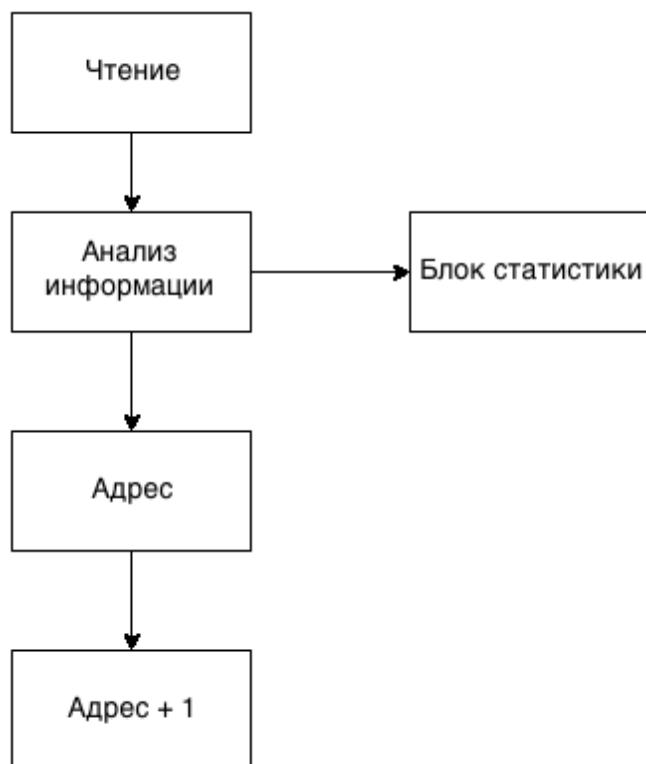 Чтение
Анализ
информации
Блок статистики
Адрес
Адрес + 1